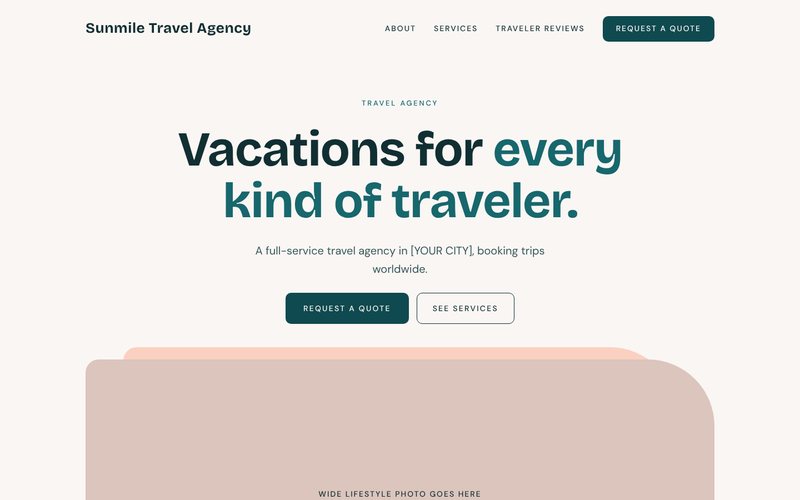 Sunmile Travel Agency
ABOUT
SERVICES
TRAVELER REVIEWS
REQUEST A QUOTE
TRAVEL AGENCY
Vacations for every
kind of traveler.
A full-service travel agency in [YOUR CITY], booking trips
worldwide.
REQUEST A QUOTE
SEE SERVICES
WIDE LIFESTYLE PHOTO GOES HERE